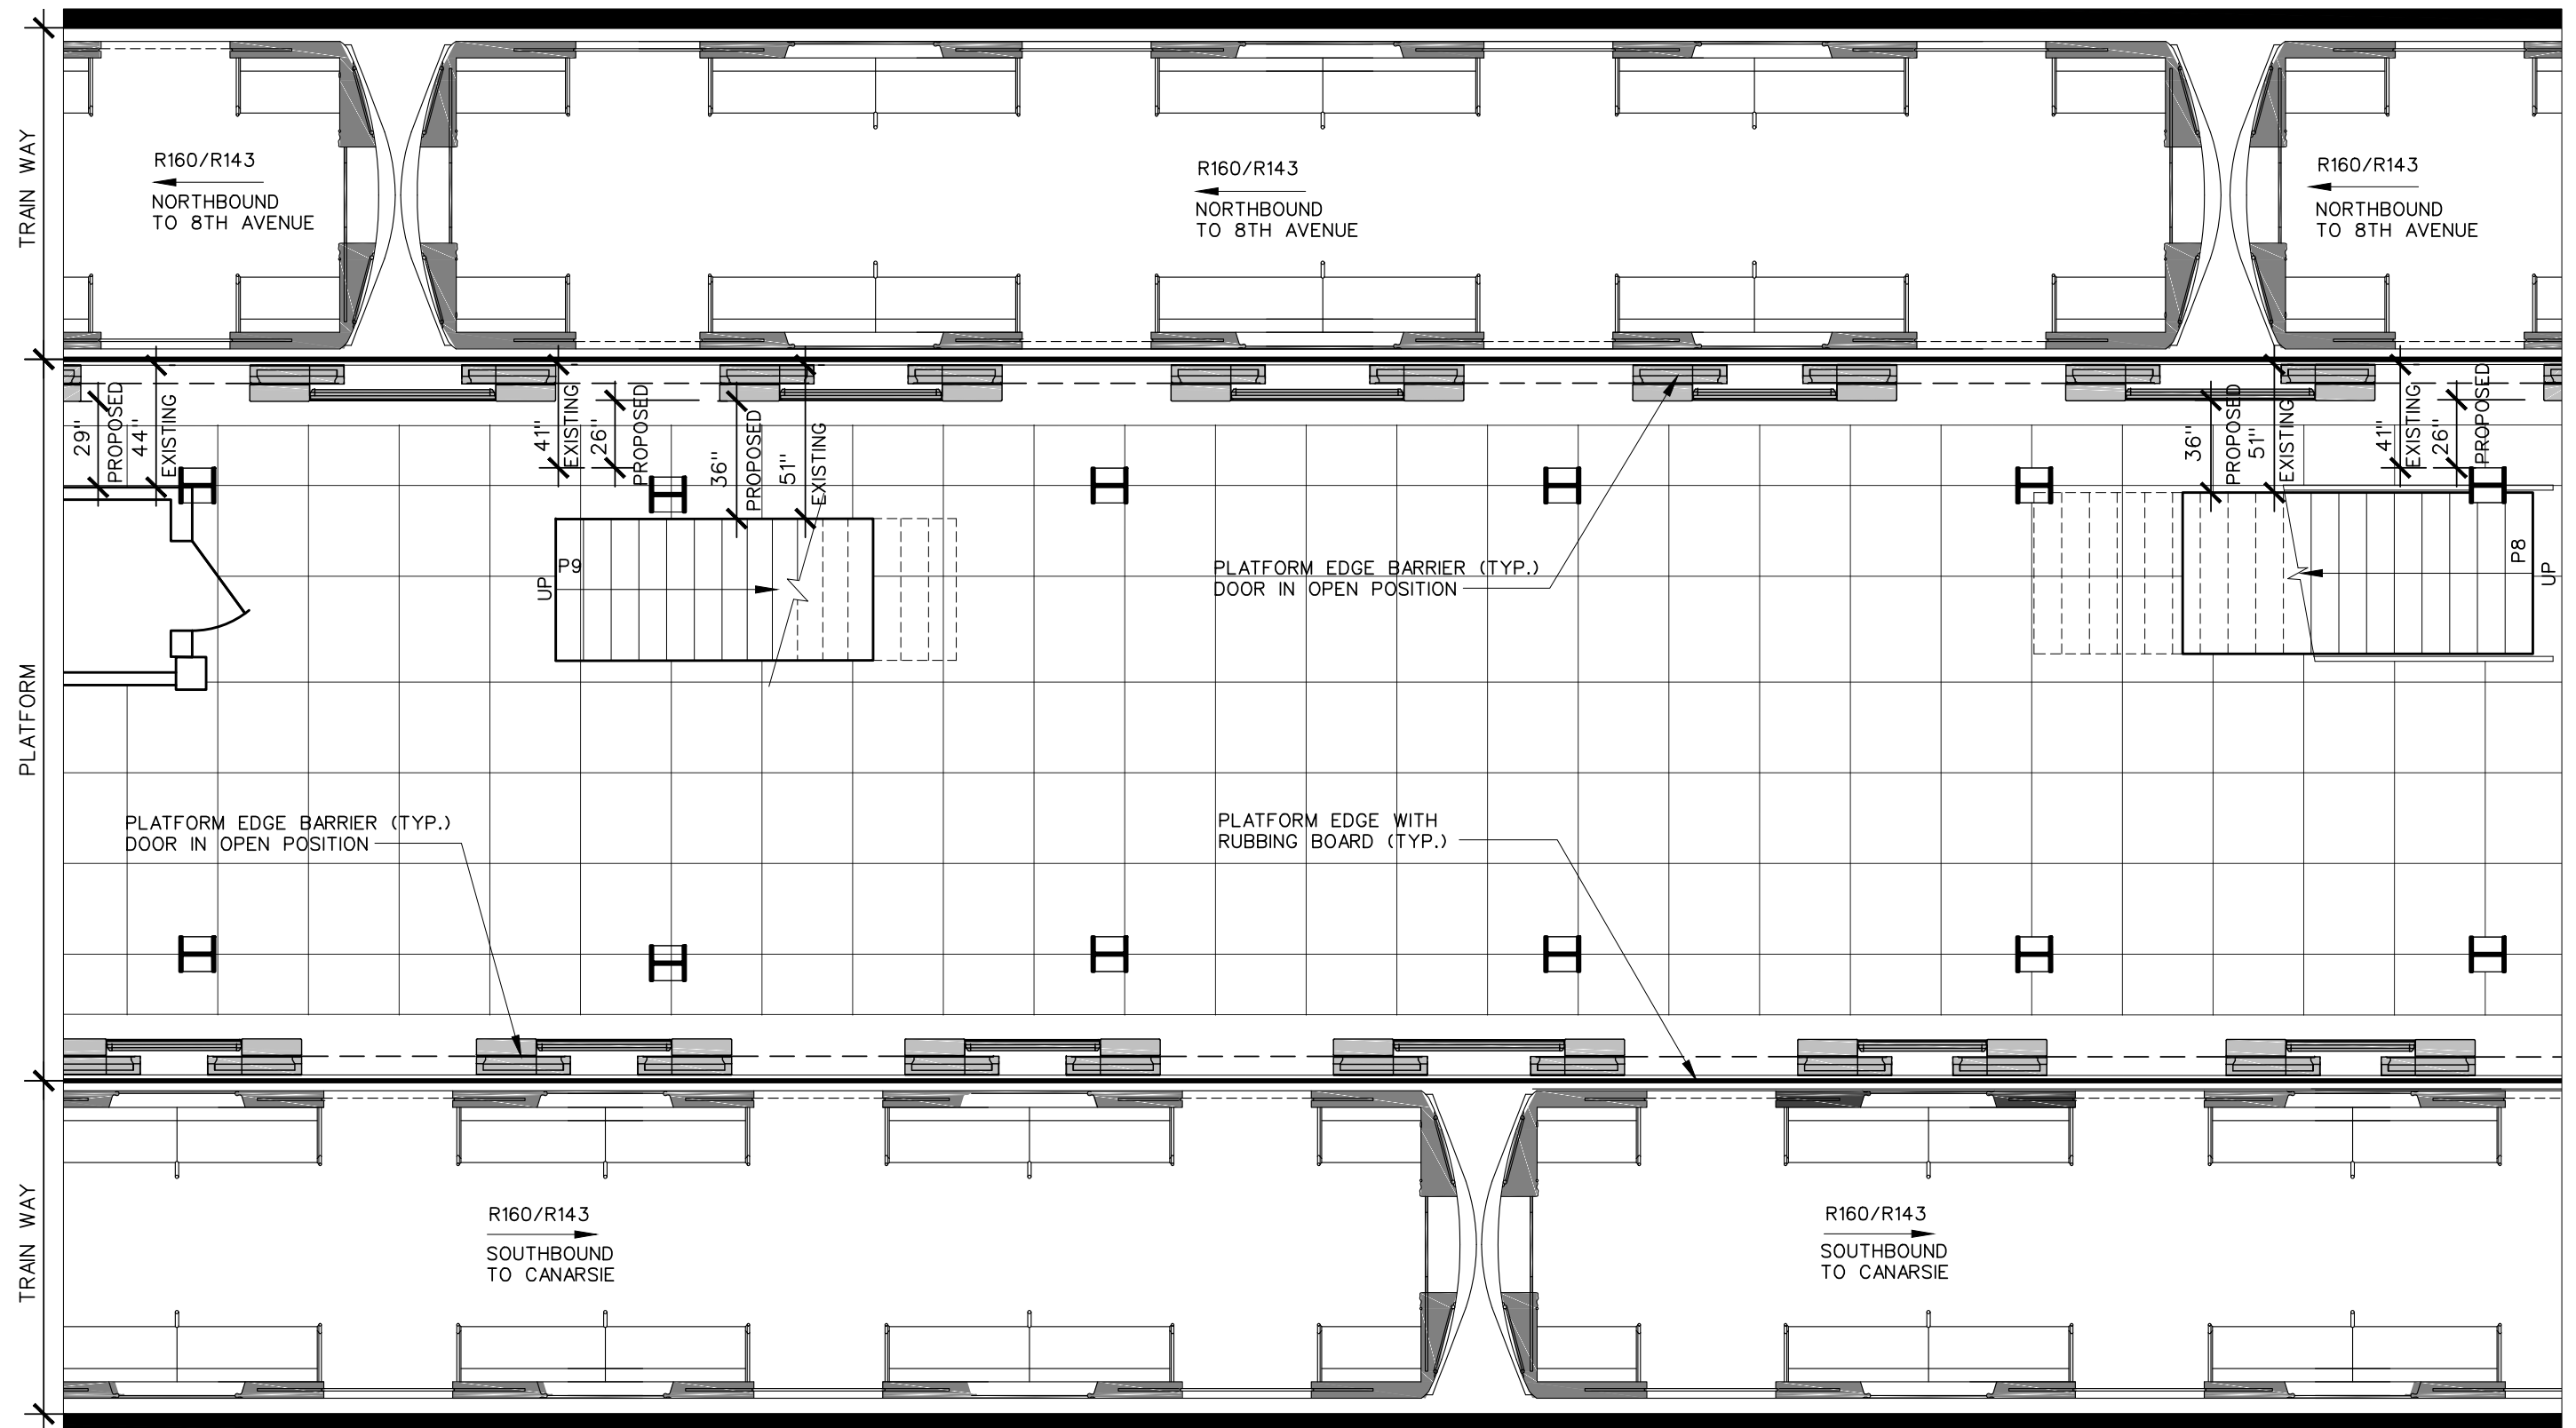 TRAIN WAY
R160/R143
NORTHBOUND
TO 8TH AVENUE
R160/R143
NORTHBOUND
TO 8TH AVENUE
R160/R143
NORTHBOUND
TO 8TH AVENUE
PLATFORM
29"
PROPOSED
44"
EXISTING
41"
EXISTING
26"
PROPOSED
36"
PROPOSED
51"
EXISTING
36"
PROPOSED
51"
EXISTING
41"
EXISTING
26"
PROPOSED
UP
P9
PLATFORM EDGE BARRIER (TYP.)
DOOR IN OPEN POSITION
P8
UP
PLATFORM EDGE BARRIER (TYP.)
DOOR IN OPEN POSITION
PLATFORM EDGE WITH
RUBBING BOARD (TYP.)
TRAIN WAY
R160/R143
SOUTHBOUND
TO CANARSIE
R160/R143
SOUTHBOUND
TO CANARSIE